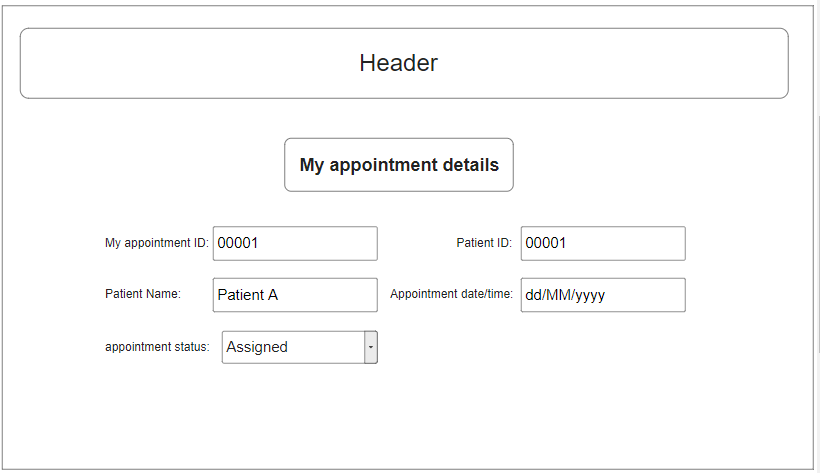 Header
My appointment details
My appointment ID: 00001 Patient ID: 00001
Patient Name: Patient A Appointment date/time: dd/MM/yyyy
appointment status: Assigned